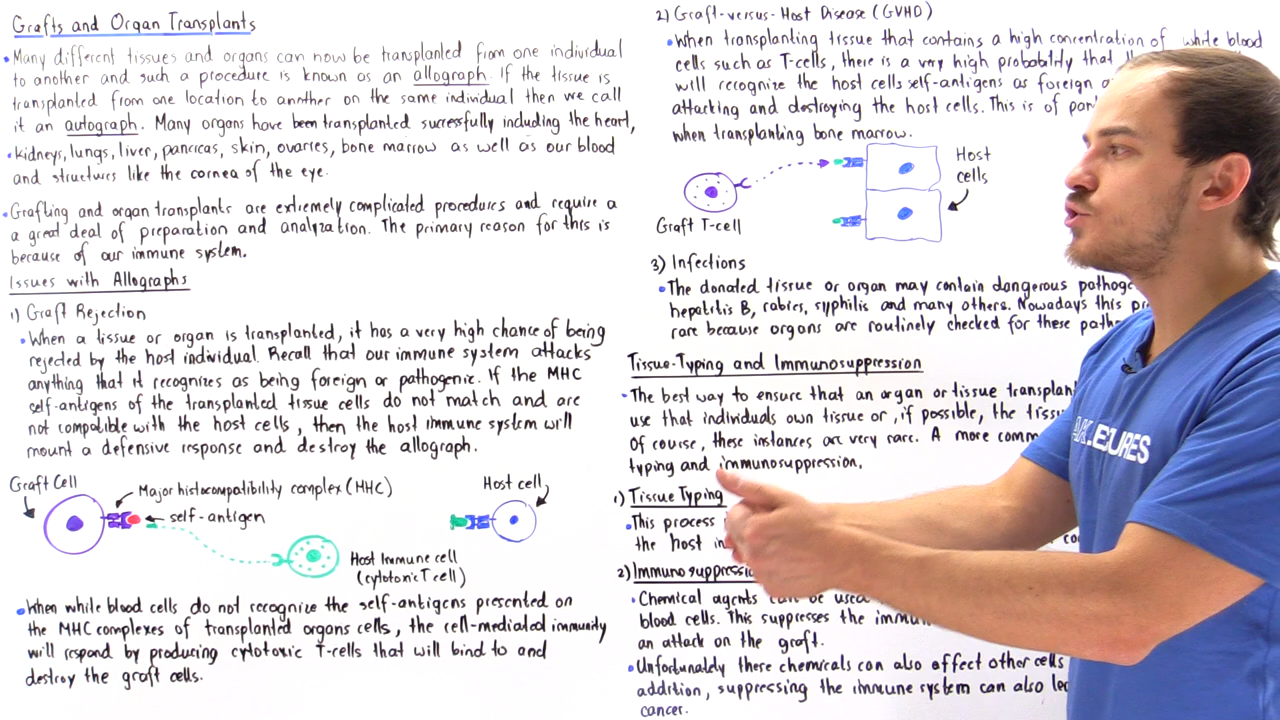 Grafts and Organ Transplants
• Many different tissues and organs can now be transplanted from one individual
to another and such a procedure is known as an allograph. If the tissue is
transplanted from one location to another on the same individual then we call
it an autograph. Many organs have been transplanted successfully including the heart,
• kidneys, lungs, liver, pancreas, skin, ovaries, bone marrow as well as our blood
and structures like the cornea of the eye.
• Grafting and organ transplants are extremely complicated procedures and require a
a great deal of preparation and analyzation. The primary reason for this is
because of our immune system.
Issues with Allographs
1) Graft Rejection
• When a tissue or organ is transplanted, it has a very high chance of being
rejected by the host individual. Recall that our immune system attacks
anything that it recognizes as being foreign or pathogenic. If the MHC
self-antigens of the transplanted tissue cells do not match and are
not compatible with the host cells, then the host immune system will
mount a defensive response and destroy the allograph.
Graft Cell
Major histocompatibility complex (MHC)
self-antigen
Host cell
Host Immune cell
(cytotoxic T cell)
• When white blood cells do not recognize the self-antigens presented on
the MHC complexes of transplanted organs cells, the cell-mediated immunity
will respond by producing cytotoxic T-cells that will bind to and
destroy the graft cells.
2) Graft-versus-Host Disease (GVHD)
• When transplanting tissue that contains a high concentration of white blood
cells such as T-cells, there is a very high probability that
will recognize the host cells self-antigens as foreign
attacking and destroying the host cells. This is of
when transplanting bone marrow.
Host
cells
Graft T-cell
3) Infections
• The donated tissue or organ may contain dangerous
hepatitis B, rabies, syphilis and many others. Nowadays this
rare because organs are routinely checked for these
Tissue-Typing and Immunosuppression
• The best way to ensure that an organ or tissue
use that individuals own tissue or, if possible, the
Of course, these instances are very rare. A more
typing and immunosuppression.
1) Tissue Typing
• This process
the host
2) Immunosuppression
• Chemical agents can be used
blood cells. This suppresses the
an attack on the graft.
• Unfortunately these chemicals can also affect other cells
addition, suppressing the immune system can also
cancer.
LECTURES